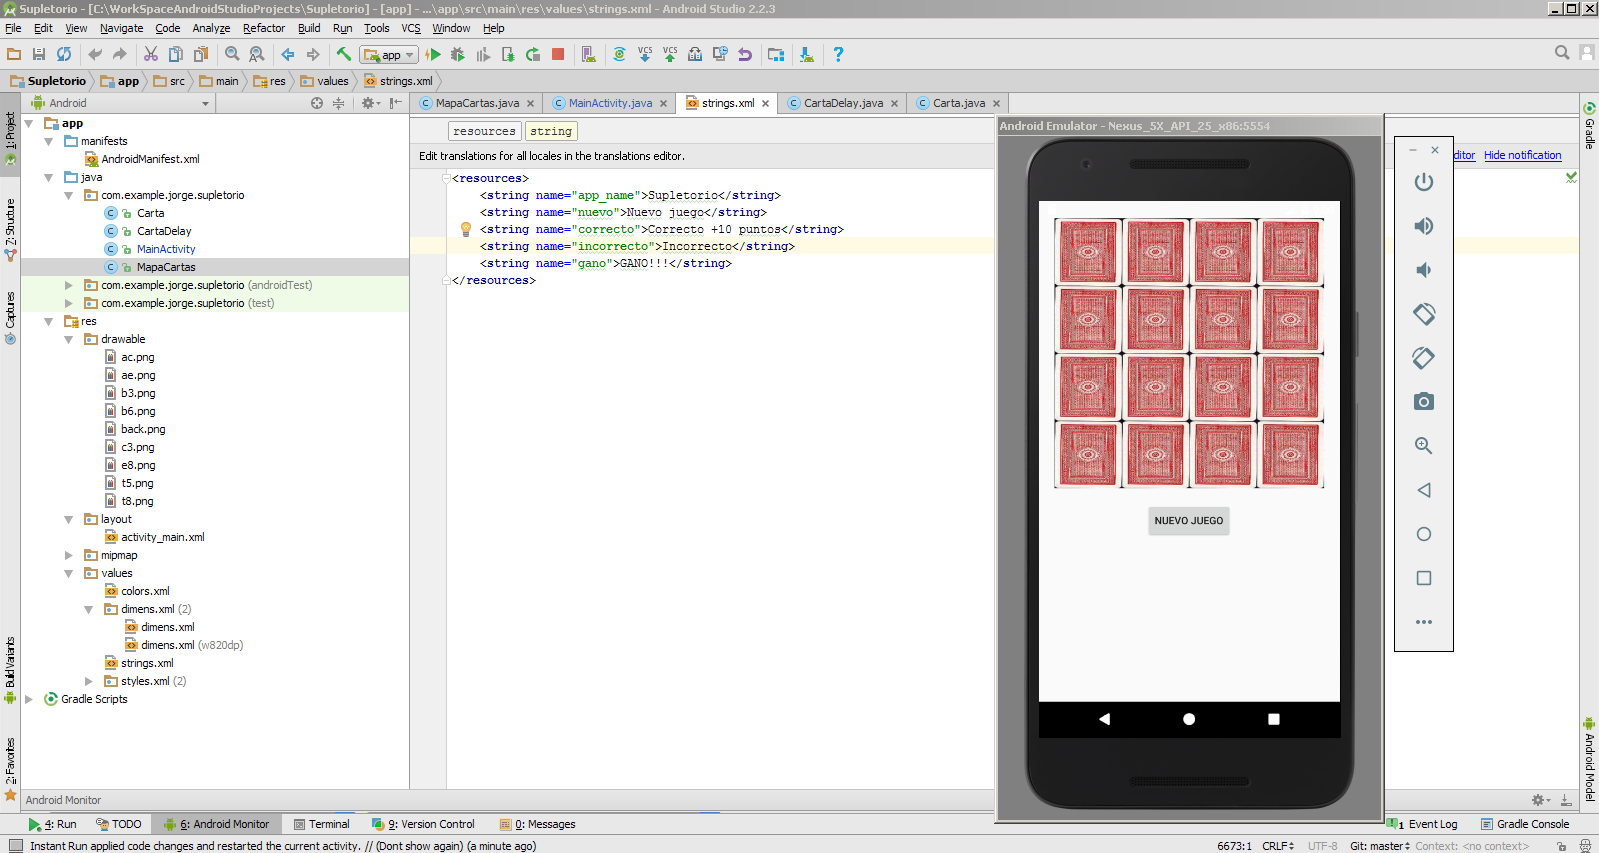 Supletorio - [C:\WorkSpaceAndroidStudioProjects\Supletorio] - [app] - ...\app\src\main\res\values\strings.xml - Android Studio 2.2.3
File Edit View Navigate Code Analyze Refactor Build Run Tools VCS Window Help
app
VCS VCS
?
Supletorio app src main res values strings.xml
Android
MapaCartas.java MainActivity.java strings.xml CartaDelay.java Carta.java
1: Project
Z: Structure
Captures
Build Variants
2: Favorites
app
manifests
AndroidManifest.xml
java
com.example.jorge.supletorio
Carta
CartaDelay
MainActivity
MapaCartas
com.example.jorge.supletorio (androidTest)
com.example.jorge.supletorio (test)
res
drawable
ac.png
ae.png
b3.png
b6.png
back.png
c3.png
e8.png
t5.png
t8.png
layout
activity_main.xml
mipmap
values
colors.xml
dimens.xml (2)
dimens.xml
dimens.xml (w820dp)
strings.xml
styles.xml (2)
Gradle Scripts
resources string
Edit translations for all locales in the translations editor.
ditor Hide notification
<resources>
<string name="app_name">Supletorio</string>
<string name="nuevo">Nuevo juego</string>
<string name="correcto">Correcto +10 puntos</string>
<string name="incorrecto">Incorrecto</string>
<string name="gano">GANO!!!</string>
</resources>
Android Emulator - Nexus_5X_API_25_x86:5554
NUEVO JUEGO
Gradle
Android Model
Android Monitor
4: Run TODO 6: Android Monitor Terminal 9: Version Control 0: Messages 1 Event Log Gradle Console
Instant Run applied code changes and restarted the current activity. // (Dont show again) (a minute ago) 6673:1 CRLF UTF-8 Git: master Context: <no context>